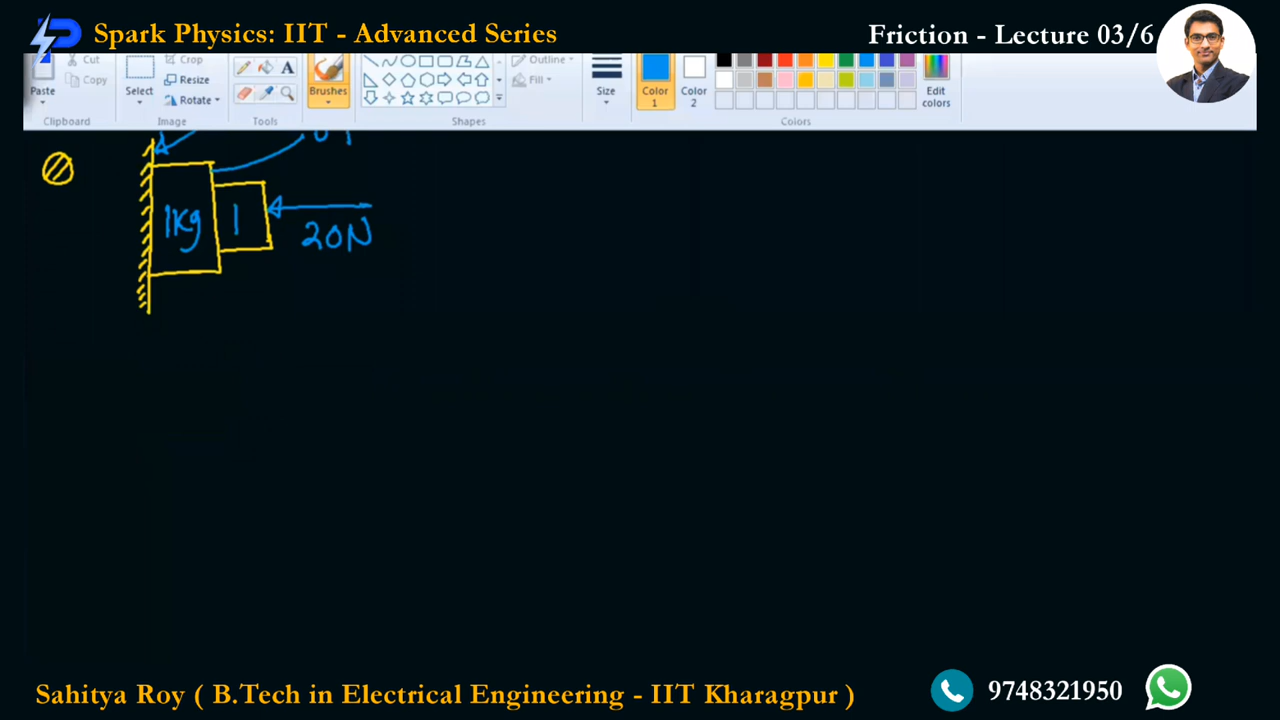 Spark Physics: IIT - Advanced Series
Friction - Lecture 03/6
Paste
Cut
Copy
Clipboard
Select
Crop
Resize
Rotate
Image
A
Tools
Brushes
Shapes
Outline
Fill
Size
Color 1
Color 2
Edit colors
Colors
1kg
1
20N
Sahitya Roy ( B.Tech in Electrical Engineering - IIT Kharagpur )
9748321950